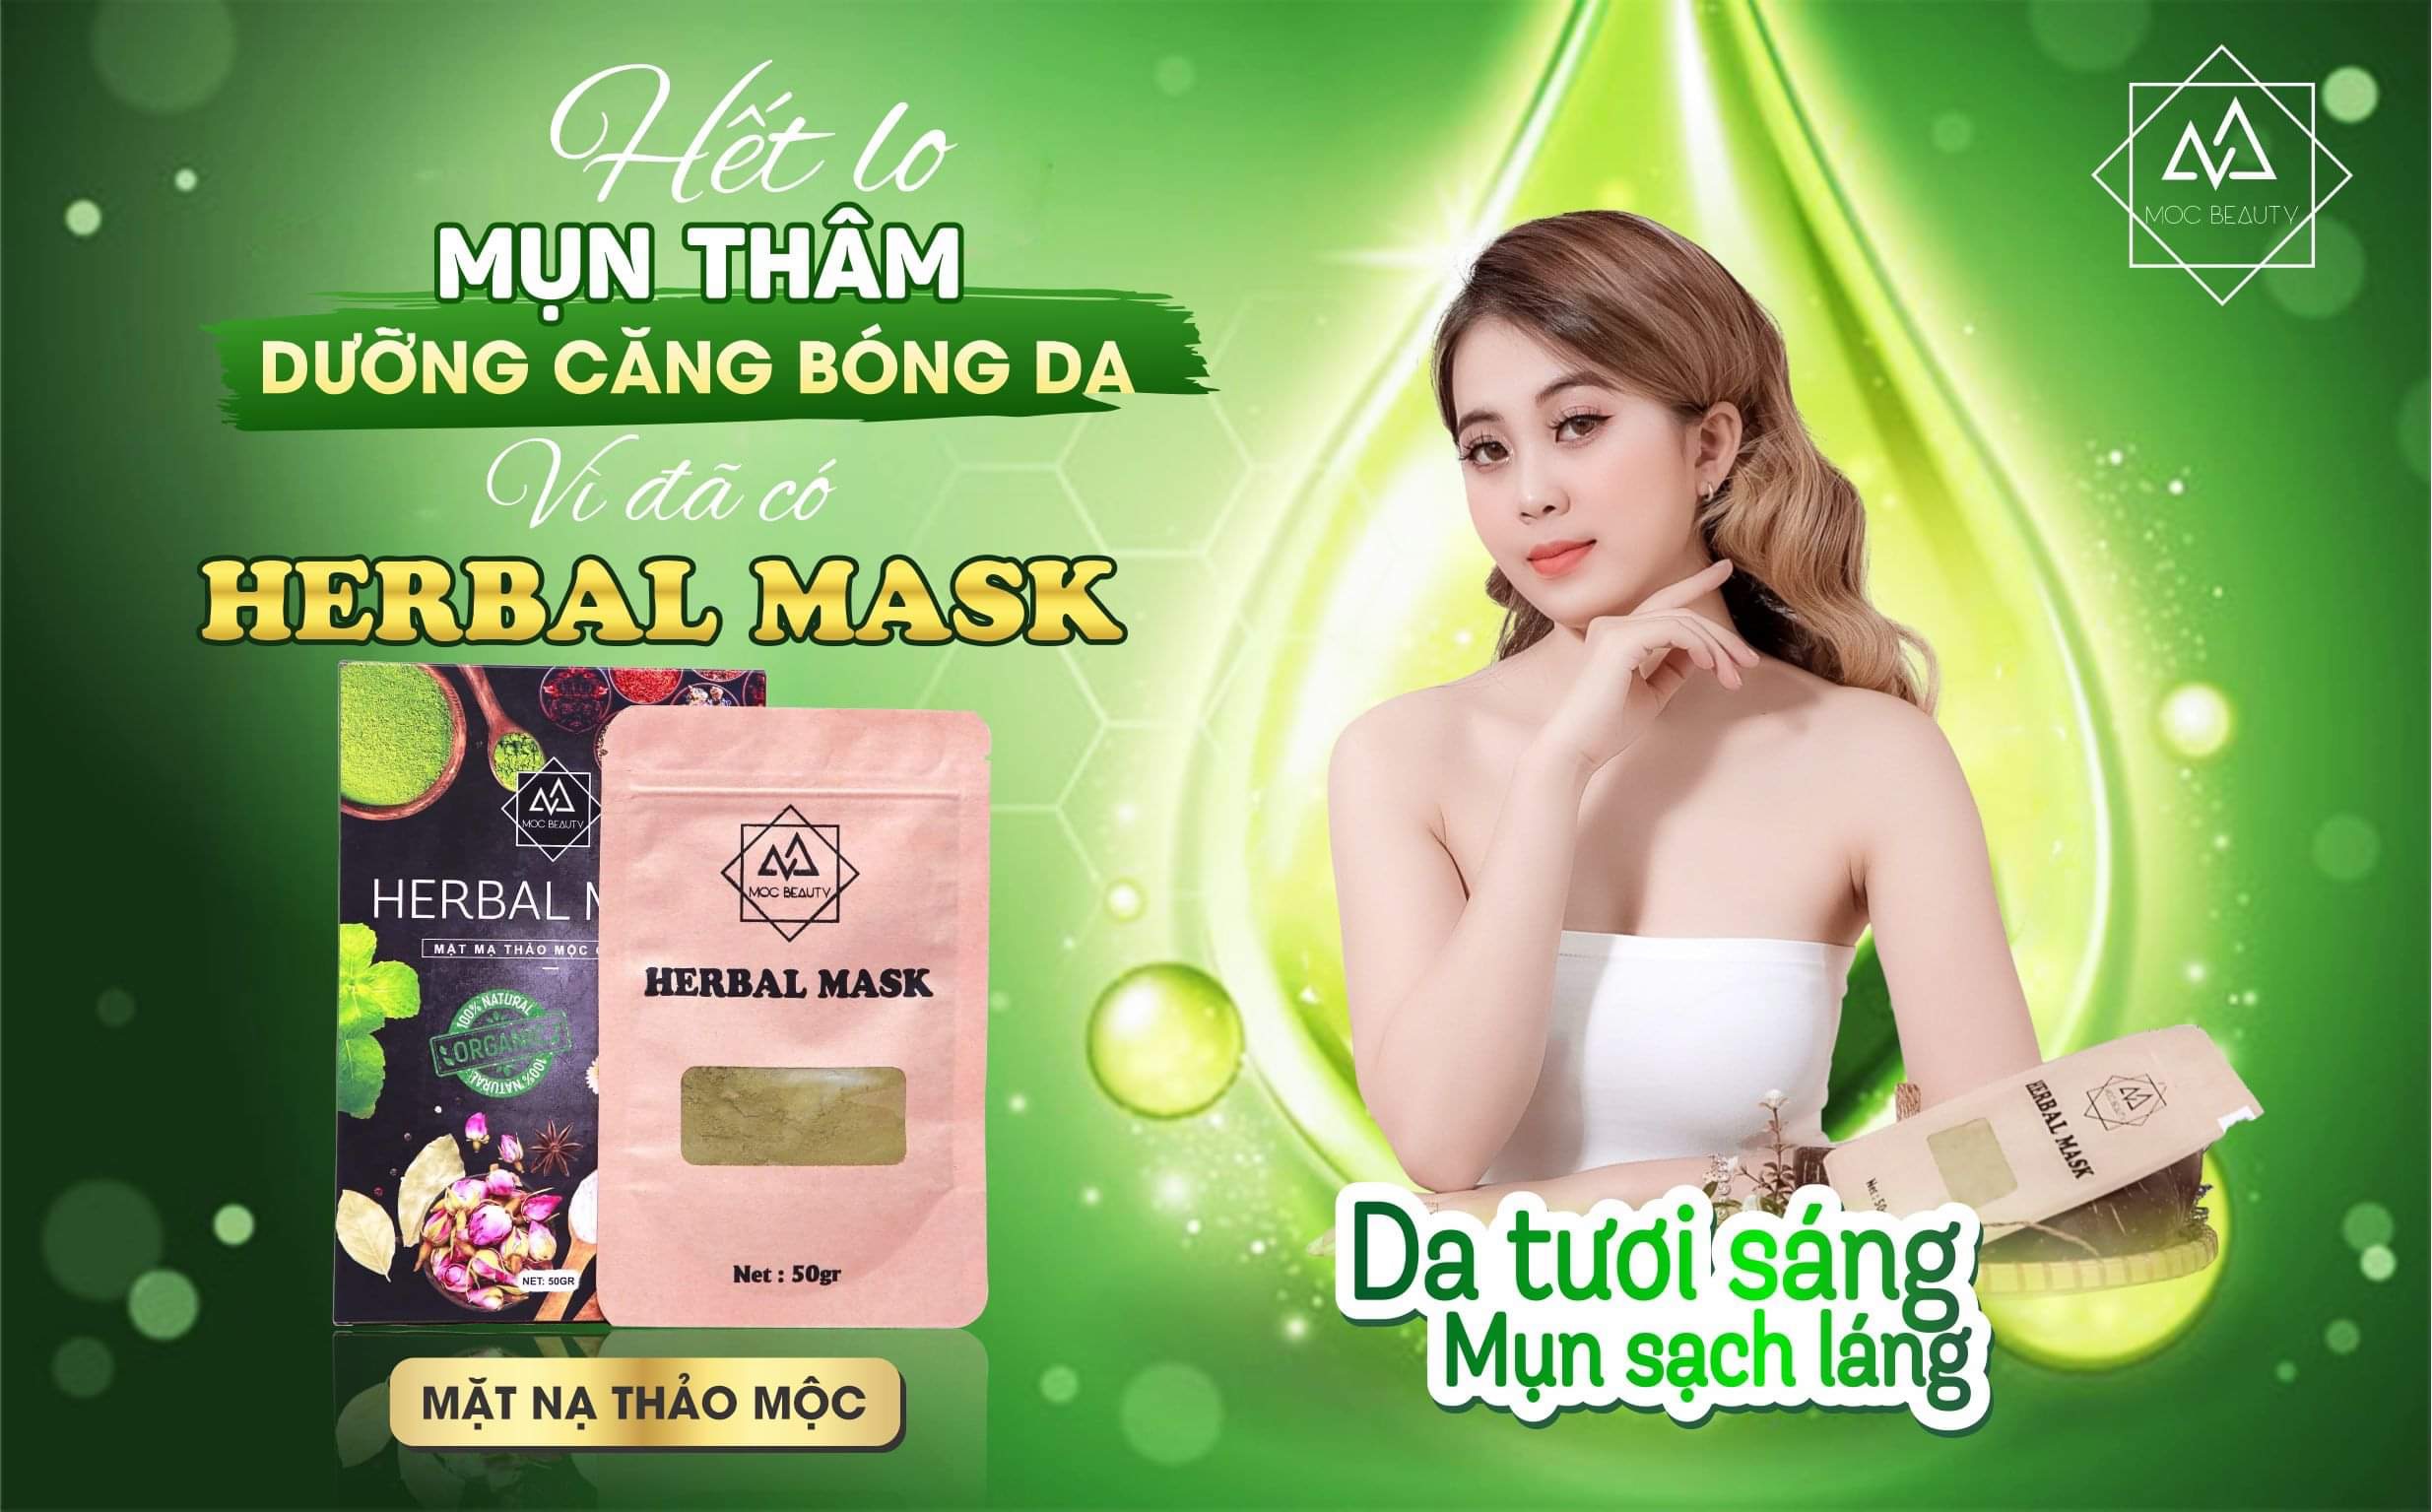 Hết lo
MỤN THÂM
DƯỠNG CĂNG BÓNG DA
Vì đã có
HERBAL MASK
MOC BEAUTY
MOC BEAUTY
HERBAL M
MẶT MẠ THẢO MỘC
100% NATURAL
ORGANIC
100% NATURAL
NET: 50GR
MOC BEAUTY
HERBAL MASK
Net : 50gr
MẶT NẠ THẢO MỘC
HERBAL MASK
Da tươi sáng
Mụn sạch láng